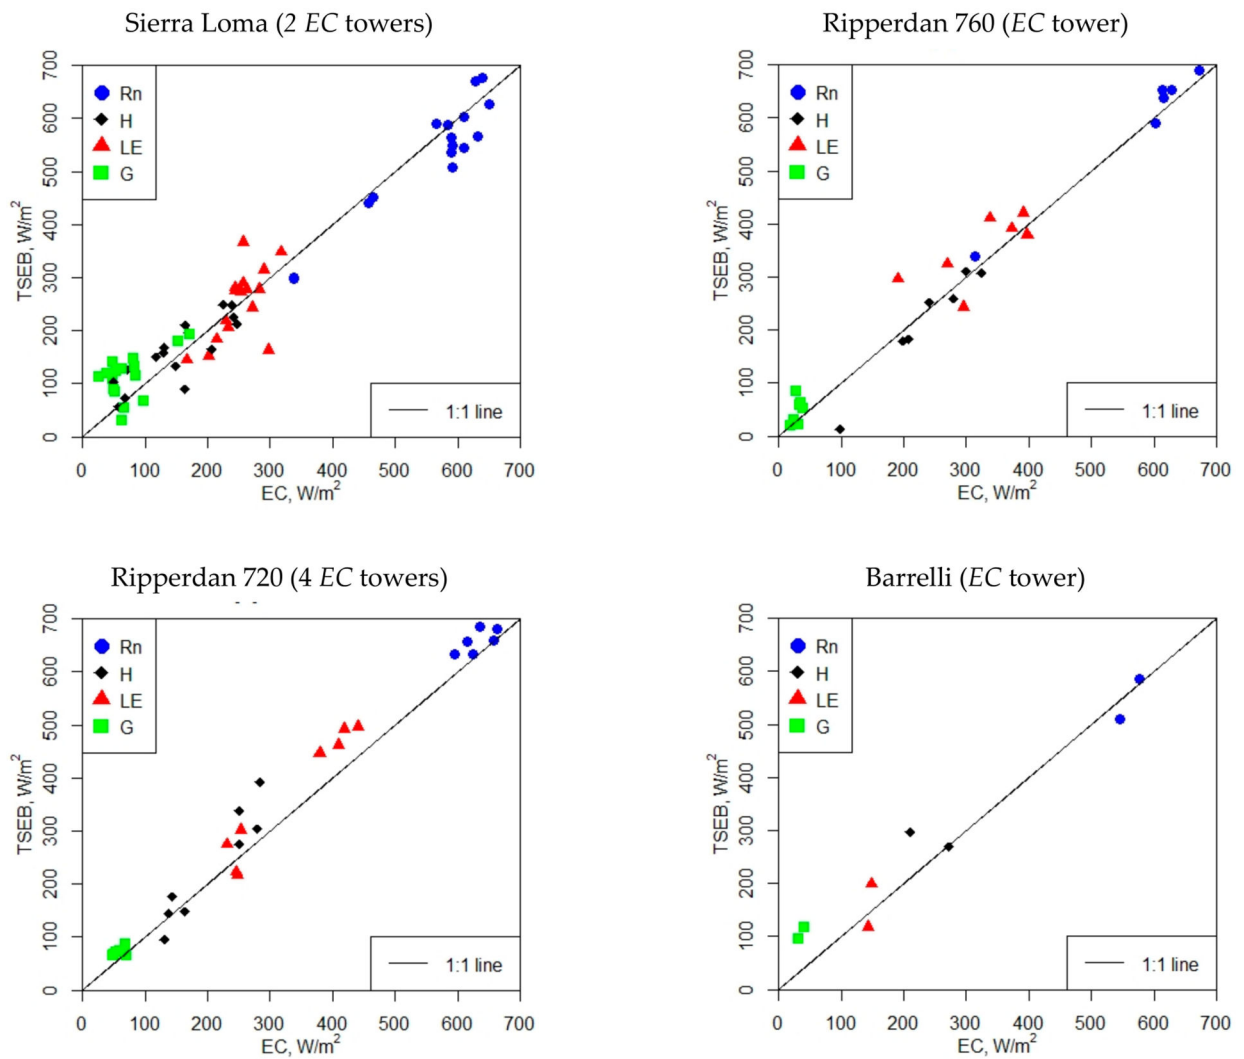 Sierra Loma (2 EC towers)
700
600
500
400
300
200
100
0
TSEB, W/m²
Rn
H
LE
G
1:1 line
0 100 200 300 400 500 600 700
EC, W/m²
Ripperdan 760 (EC tower)
700
600
500
400
300
200
100
0
TSEB, W/m²
Rn
H
LE
G
1:1 line
0 100 200 300 400 500 600 700
EC, W/m²
Ripperdan 720 (4 EC towers)
700
600
500
400
300
200
100
0
TSEB, W/m²
Rn
H
LE
G
1:1 line
0 100 200 300 400 500 600 700
EC, W/m²
Barrelli (EC tower)
700
600
500
400
300
200
100
0
TSEB, W/m²
Rn
H
LE
G
1:1 line
0 100 200 300 400 500 600 700
EC, W/m²